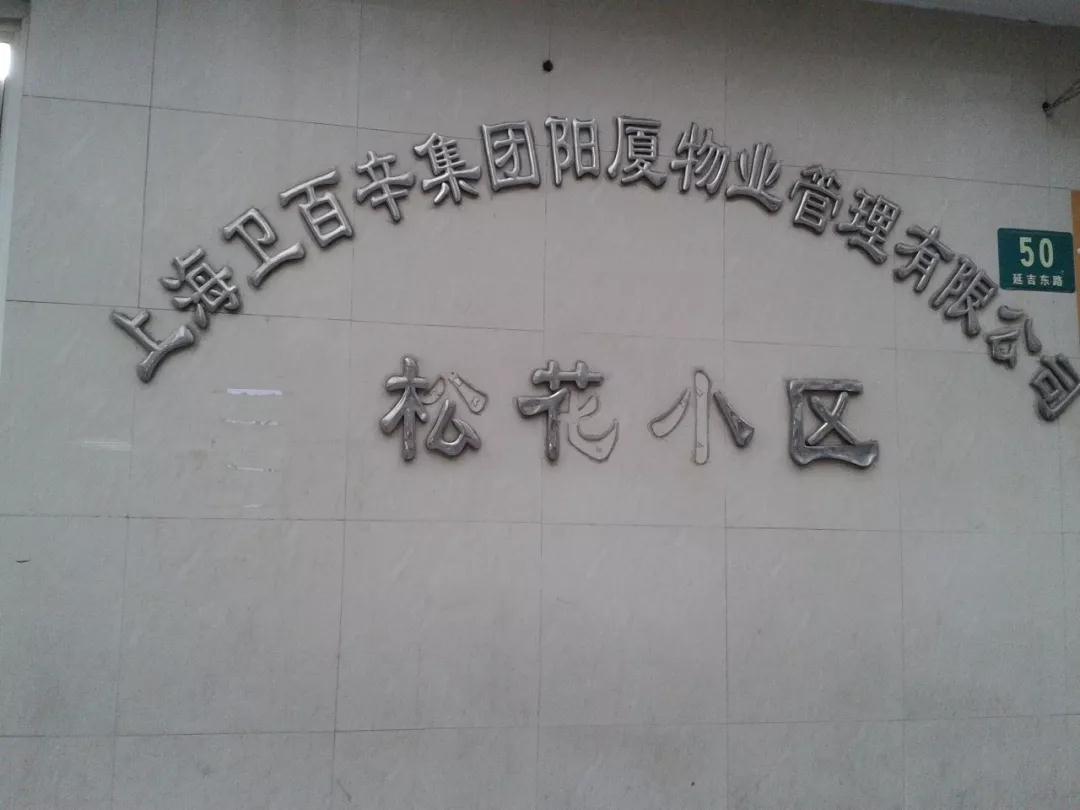 上海卫百辛集团阳厦物业管理有限公司
50
延吉东路
松花小区